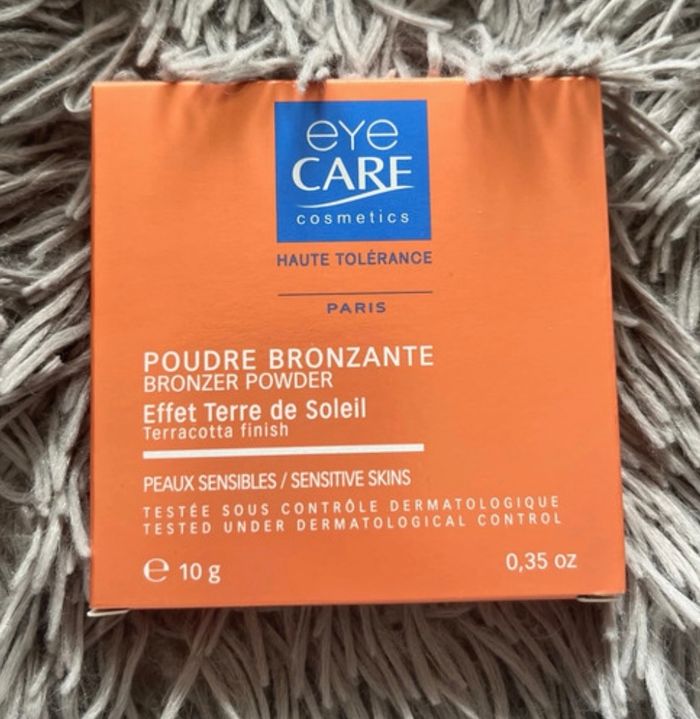 eye
CARE
cosmetics
HAUTE TOLÉRANCE
PARIS
POUDRE BRONZANTE
BRONZER POWDER
Effet Terre de Soleil
Terracotta finish
PEAUX SENSIBLES / SENSITIVE SKINS
TESTÉE SOUS CONTRÔLE DERMATOLOGIQUE
TESTED UNDER DERMATOLOGICAL CONTROL
℮ 10 g 0,35 oz